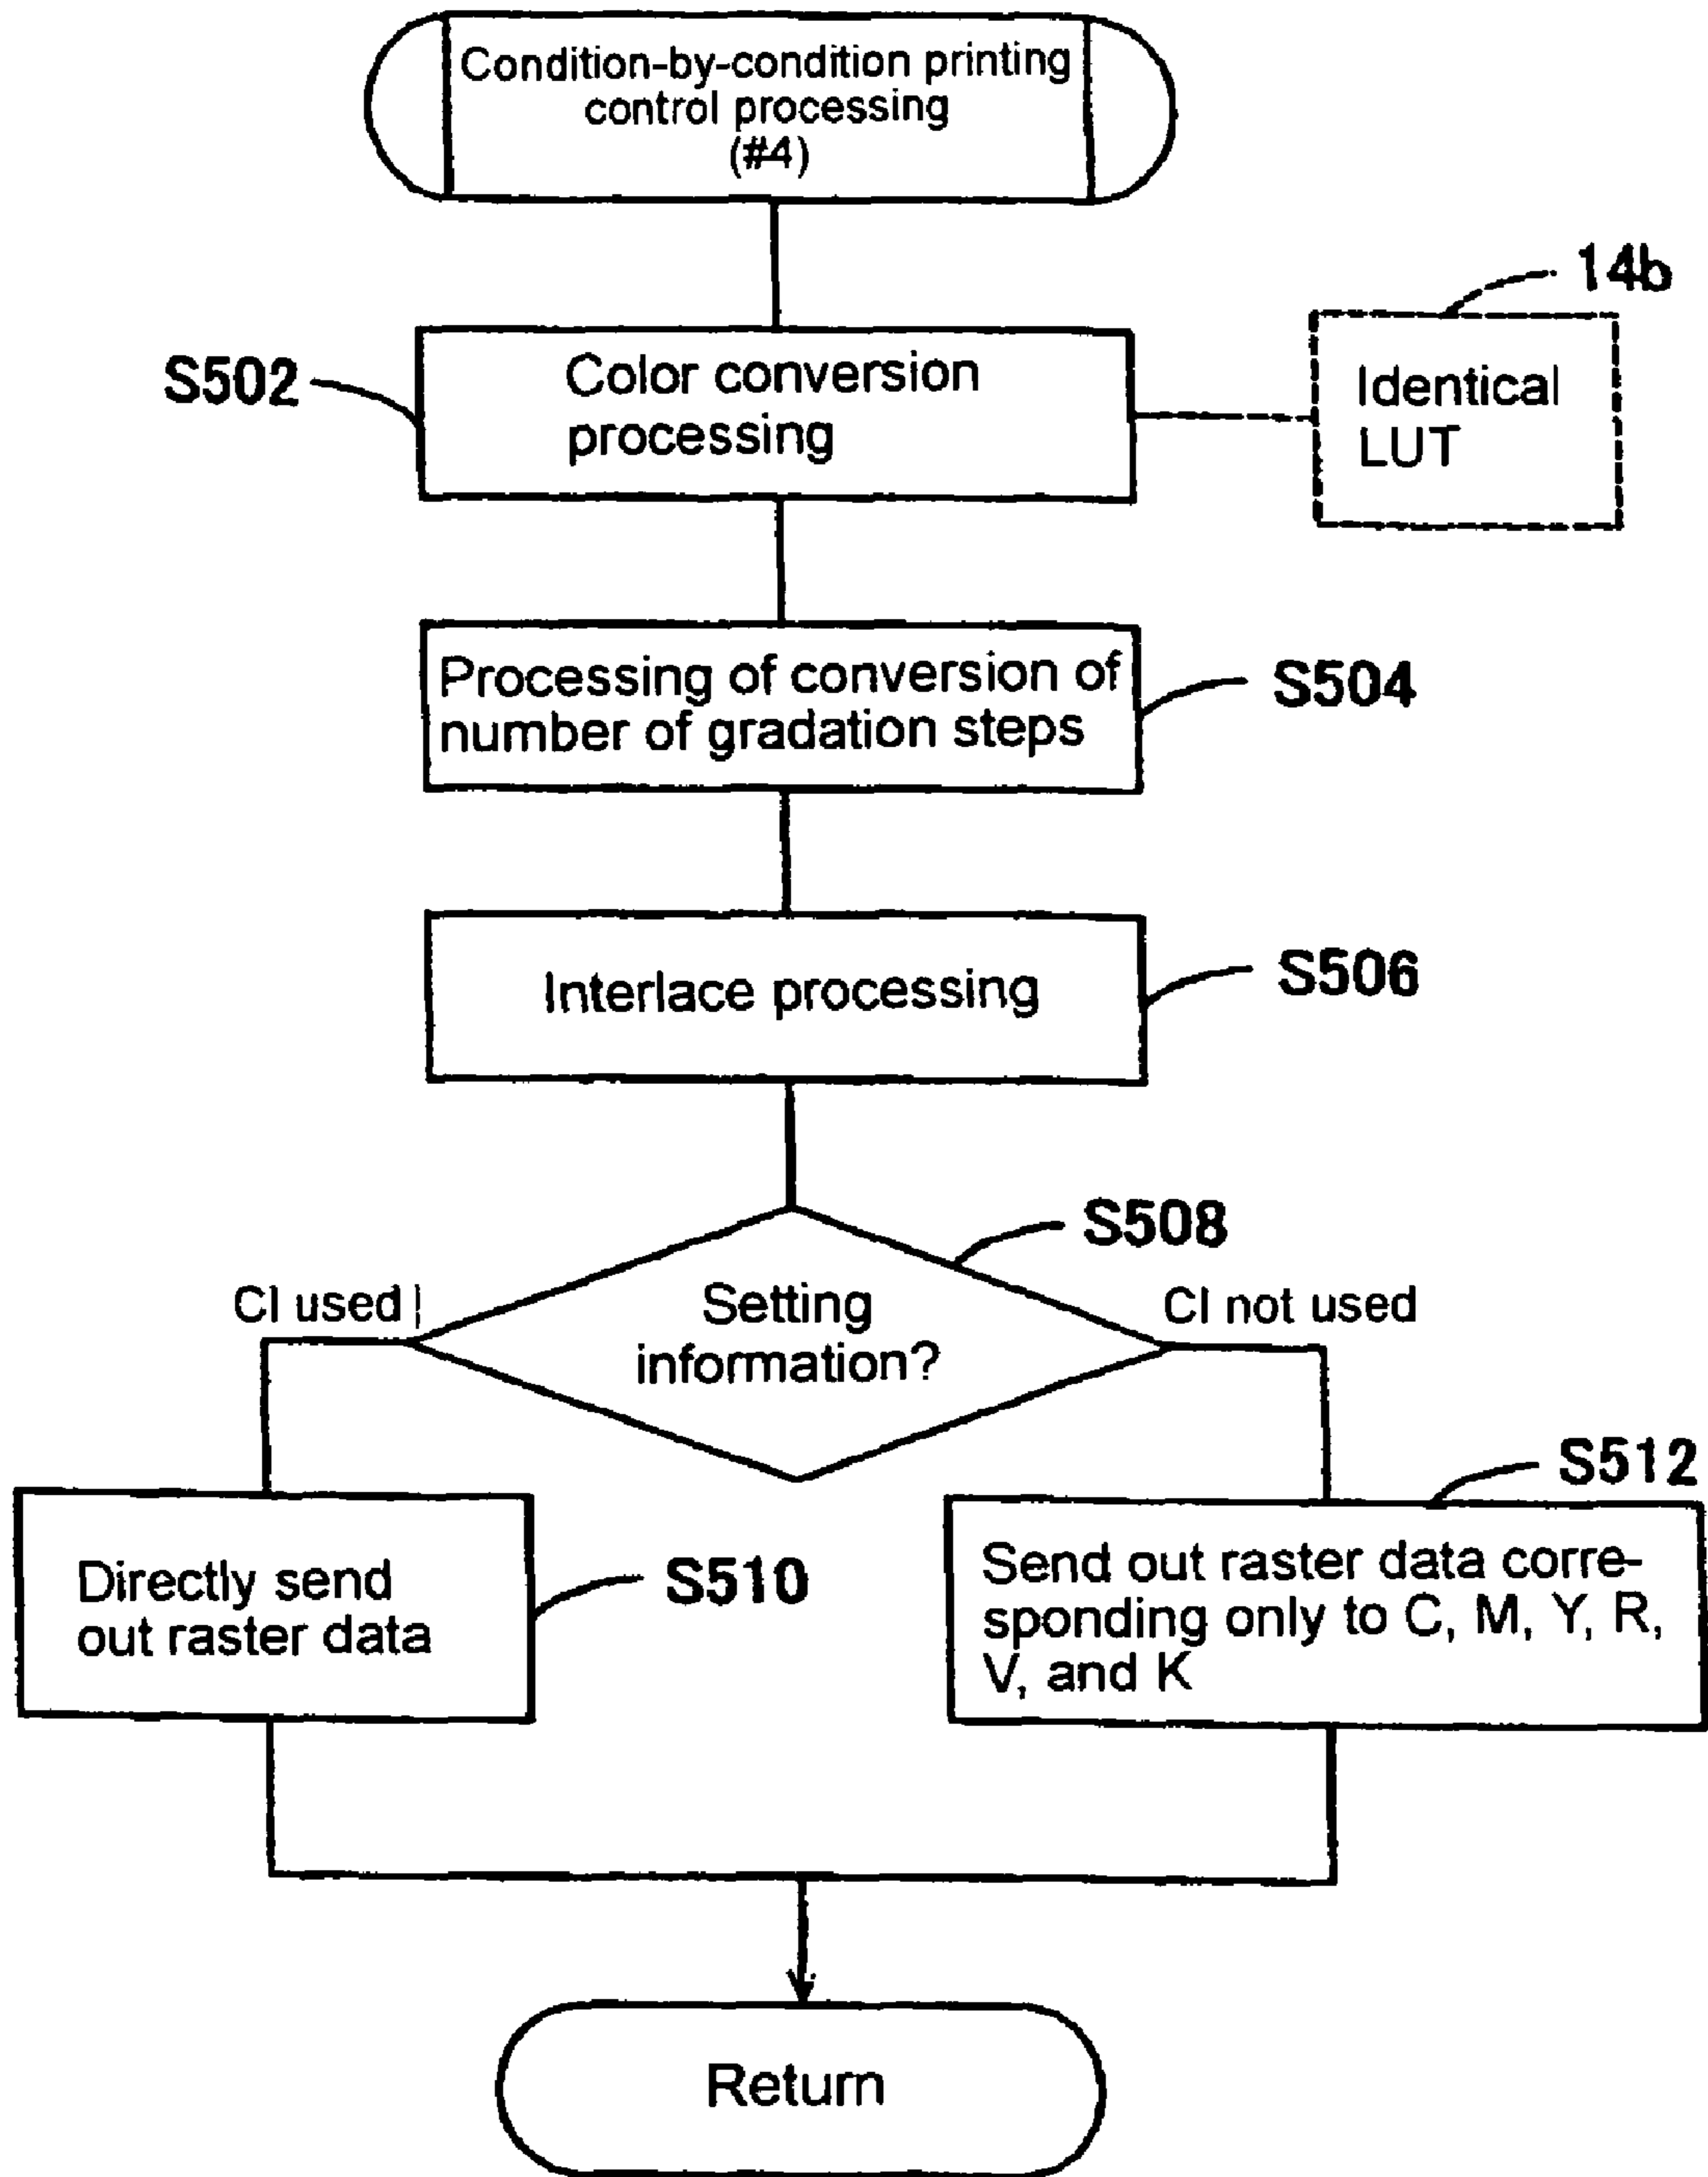 Condition-by-condition printing
control processing
(#4)
14b
S502
Color conversion
processing
Identical
LUT
Processing of conversion of
number of gradation steps
S504
Interlace processing
S506
S508
CI used
Setting
information?
CI not used
S512
Directly send
out raster data
S510
Send out raster data corre-
sponding only to C, M, Y, R,
V, and K
Return